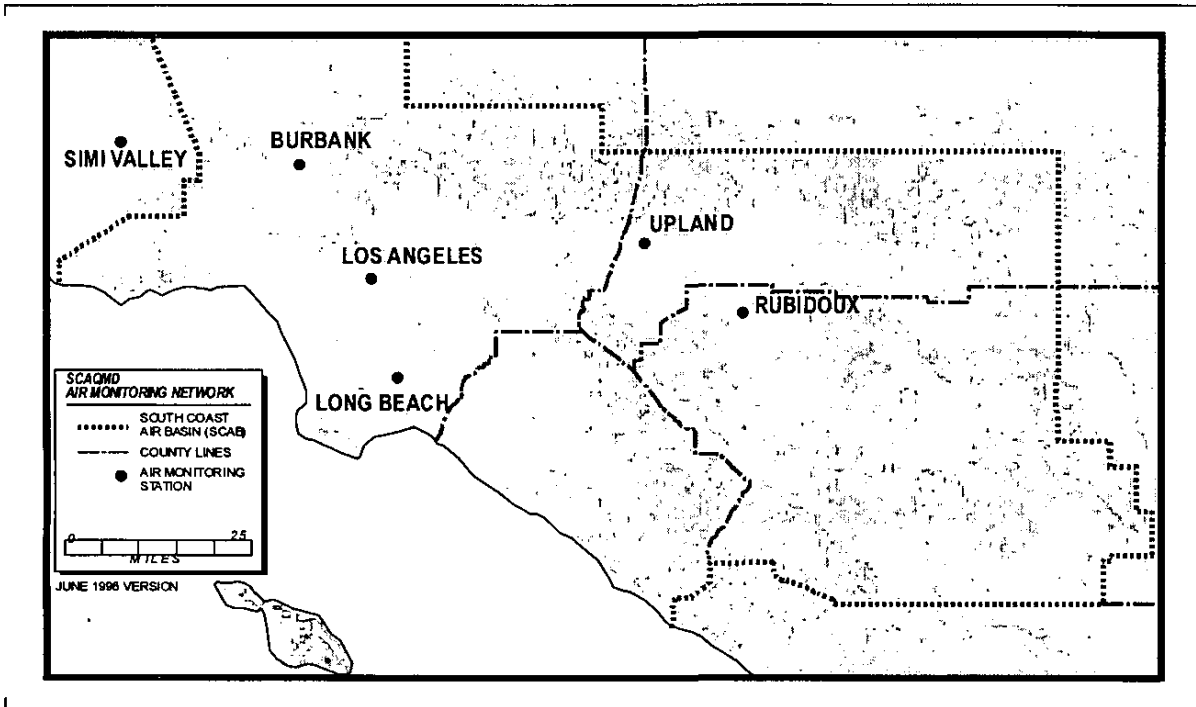 BURBANK
SIMI VALLEY
UPLAND
LOS ANGELES
RUBIDOUX
LONG BEACH
SCAQMD
AIR MONITORING NETWORK
SOUTH COAST
AIR BASIN (SCAB)
COUNTY LINES
AIR MONITORING
STATION
0 25
MILES
JUNE 1996 VERSION